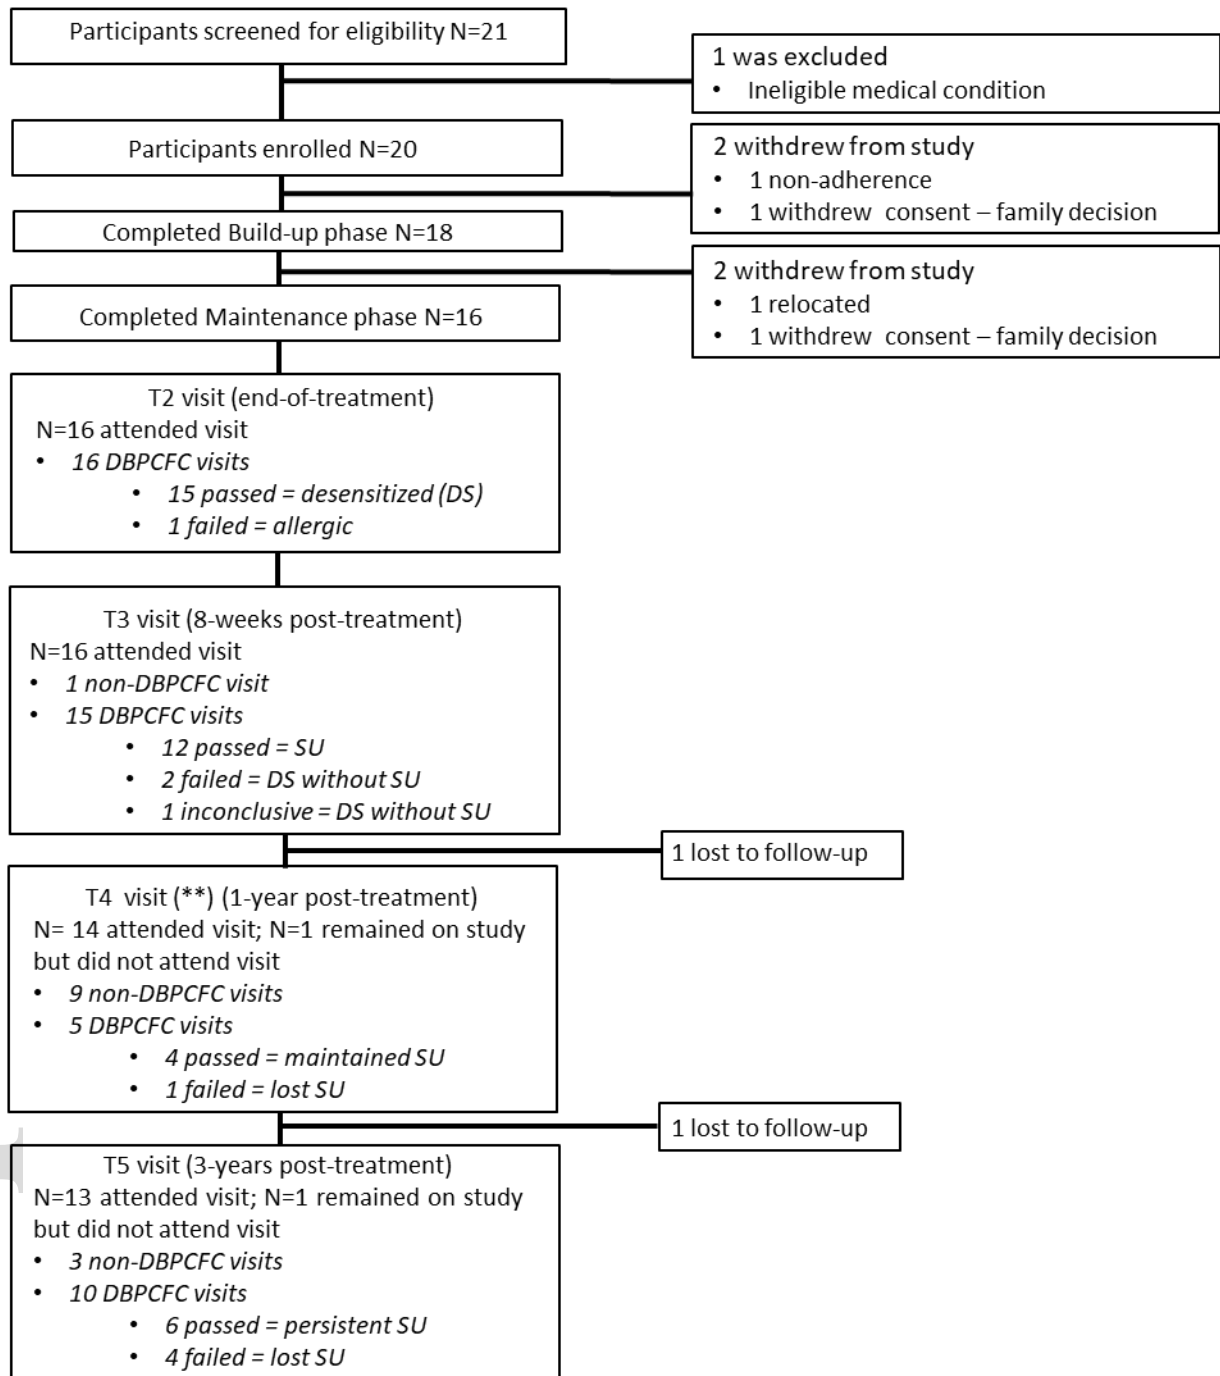 Participants screened for eligibility N=21
1 was excluded
• Ineligible medical condition
Participants enrolled N=20
2 withdrew from study
• 1 non-adherence
• 1 withdrew consent – family decision
Completed Build-up phase N=18
2 withdrew from study
• 1 relocated
• 1 withdrew consent – family decision
Completed Maintenance phase N=16
T2 visit (end-of-treatment)
N=16 attended visit
• 16 DBPCFC visits
• 15 passed = desensitized (DS)
• 1 failed = allergic
T3 visit (8-weeks post-treatment)
N=16 attended visit
• 1 non-DBPCFC visit
• 15 DBPCFC visits
• 12 passed = SU
• 2 failed = DS without SU
• 1 inconclusive = DS without SU
1 lost to follow-up
T4 visit (**) (1-year post-treatment)
N= 14 attended visit; N=1 remained on study
but did not attend visit
• 9 non-DBPCFC visits
• 5 DBPCFC visits
• 4 passed = maintained SU
• 1 failed = lost SU
1 lost to follow-up
T5 visit (3-years post-treatment)
N=13 attended visit; N=1 remained on study
but did not attend visit
• 3 non-DBPCFC visits
• 10 DBPCFC visits
• 6 passed = persistent SU
• 4 failed = lost SU